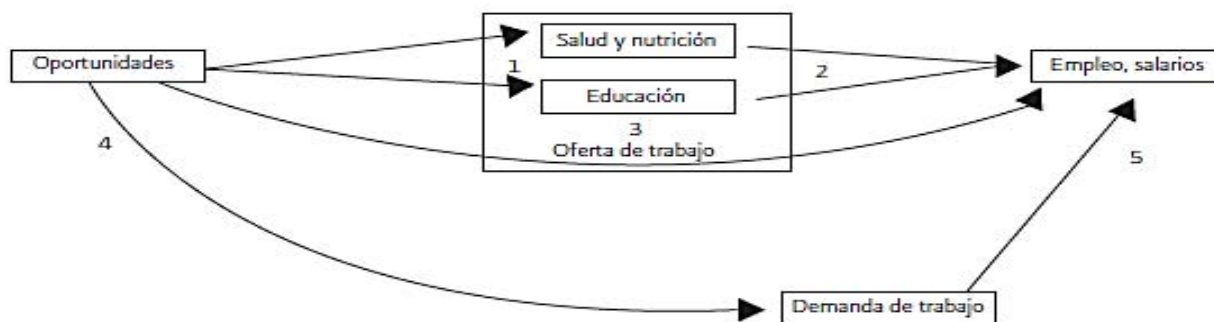 Salud y nutrición
Oportunidades
1
2
Empleo, salarios
Educación
3
4
Oferta de trabajo
5
Demanda de trabajo